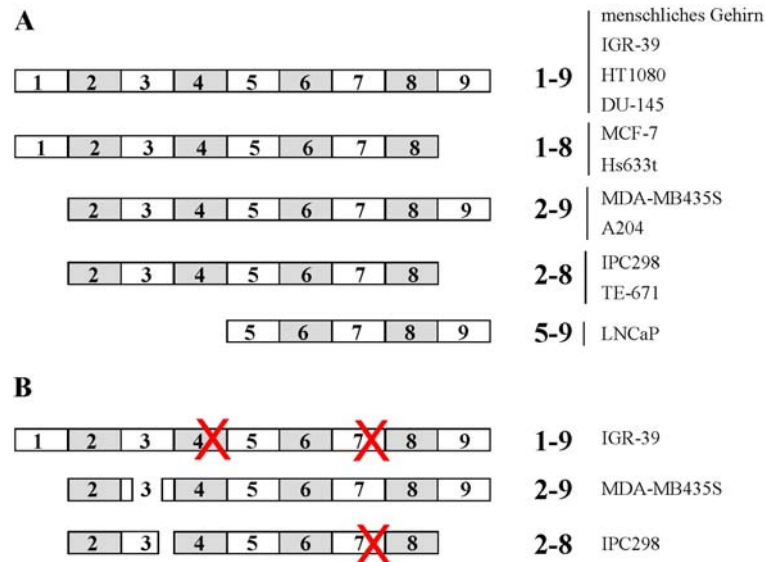 A
menschliches Gehirn
IGR-39
1 2 3 4 5 6 7 8 9 1-9 HT1080
DU-145
1 2 3 4 5 6 7 8 1-8 MCF-7
Hs633t
2 3 4 5 6 7 8 9 2-9 MDA-MB435S
A204
2 3 4 5 6 7 8 2-8 IPC298
TE-671
5 6 7 8 9 5-9 LNCaP
B
1 2 3 4 5 6 7 8 9 1-9 IGR-39
2 3 4 5 6 7 8 9 2-9 MDA-MB435S
2 3 4 5 6 7 8 2-8 IPC298